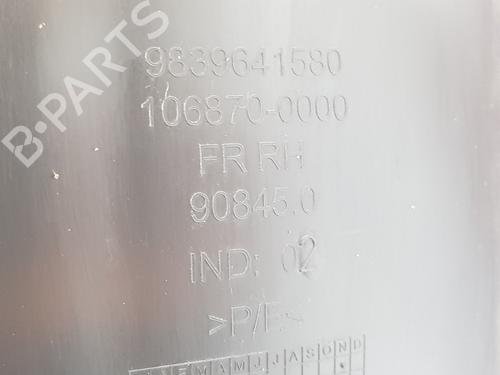 B-PARTS
9839641580
106870-0000
FR RH
90845.0
IND: 02
>P/E<
F M A M J J A S O N D